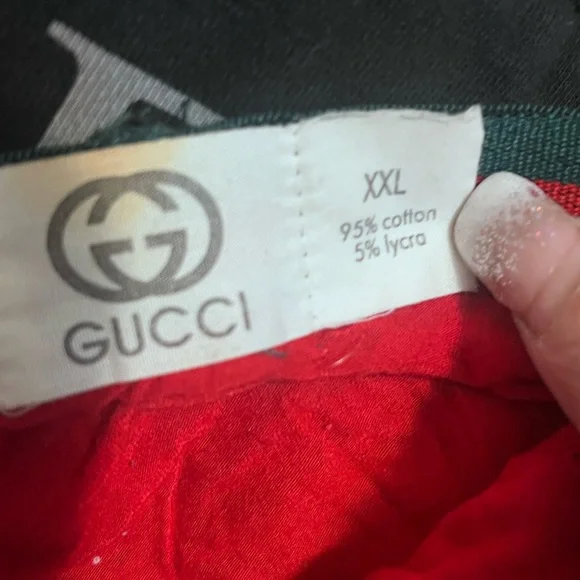 GUCCI
XXL
95% cotton
5% lycra